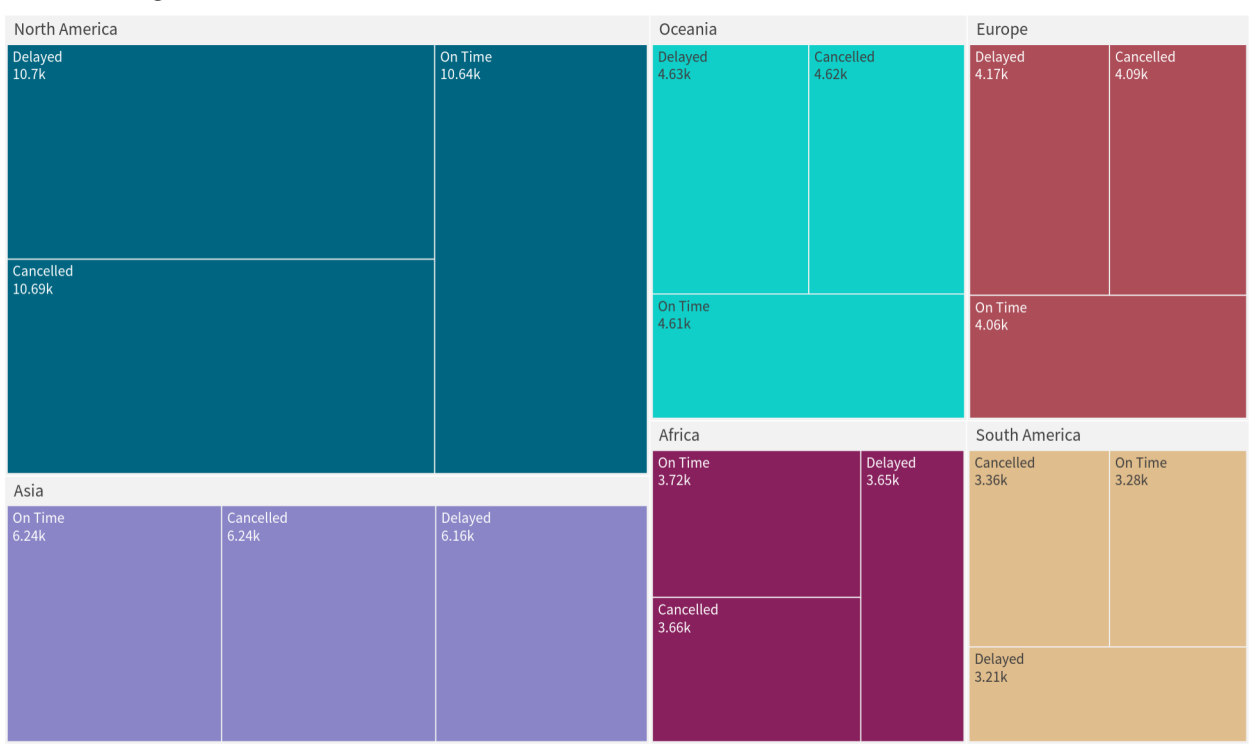 North America
Delayed
10.7k
On Time
10.64k
Cancelled
10.69k
Asia
On Time
6.24k
Cancelled
6.24k
Delayed
6.16k
Oceania
Delayed
4.63k
Cancelled
4.62k
On Time
4.61k
Europe
Delayed
4.17k
Cancelled
4.09k
On Time
4.06k
Africa
On Time
3.72k
Delayed
3.65k
Cancelled
3.66k
South America
Cancelled
3.36k
On Time
3.28k
Delayed
3.21k